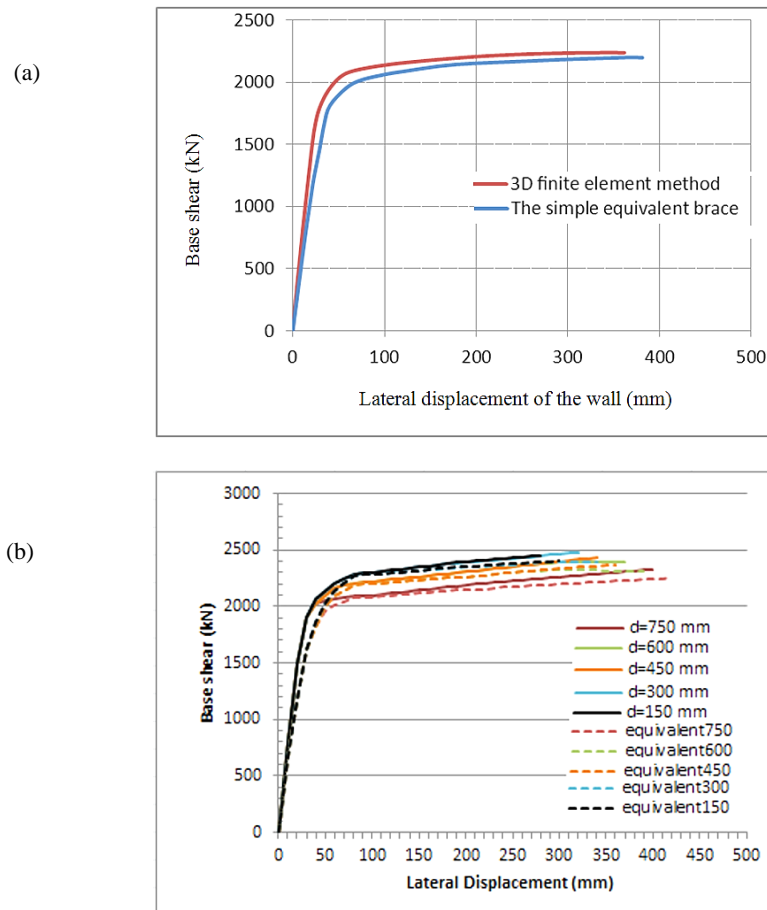 (a)
2500
2000
1500
1000
500
0
0 100 200 300 400 500
Base shear (kN)
Lateral displacement of the wall (mm)
3D finite element method
The simple equivalent brace
(b)
3000
2500
2000
1500
1000
500
0
0 50 100 150 200 250 300 350 400 450 500
Base shear (kN)
Lateral Displacement (mm)
d=750 mm
d=600 mm
d=450 mm
d=300 mm
d=150 mm
equivalent750
equivalent600
equivalent450
equivalent300
equivalent150